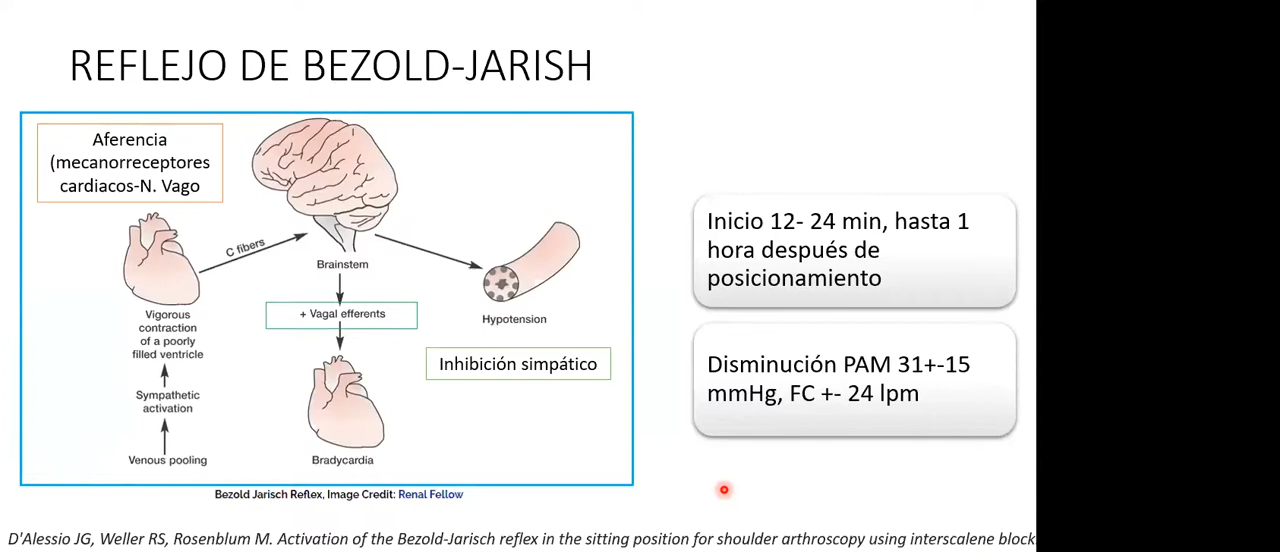 REFLEJO DE BEZOLD-JARISH
Aferencia
(mecanorreceptores
cardiacos-N. Vago
C fibers
Brainstem
+ Vagal efferents
Hypotension
Vigorous
contraction
of a poorly
filled ventricle
Inhibición simpático
Sympathetic
activation
Venous pooling
Bradycardia
Bezold Jarisch Reflex, Image Credit: Renal Fellow
Inicio 12- 24 min, hasta 1
hora después de
posicionamiento
Disminución PAM 31+-15
mmHg, FC +- 24 lpm
D'Alessio JG, Weller RS, Rosenblum M. Activation of the Bezold-Jarisch reflex in the sitting position for shoulder arthroscopy using interscalene block